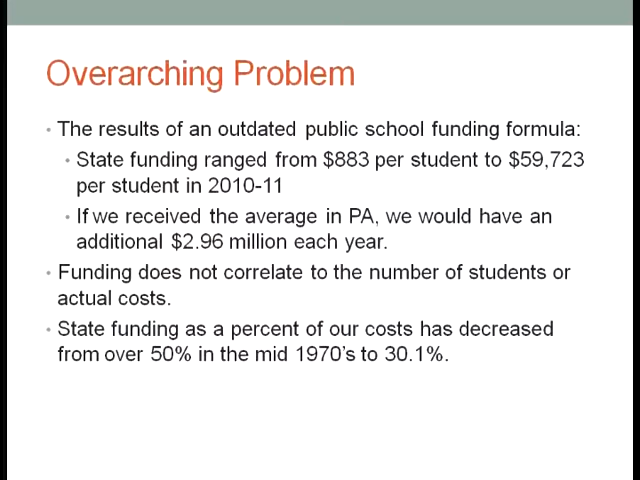 Overarching Problem
• The results of an outdated public school funding formula:
• State funding ranged from $883 per student to $59,723
per student in 2010-11
• If we received the average in PA, we would have an
additional $2.96 million each year.
• Funding does not correlate to the number of students or
actual costs.
• State funding as a percent of our costs has decreased
from over 50% in the mid 1970's to 30.1%.